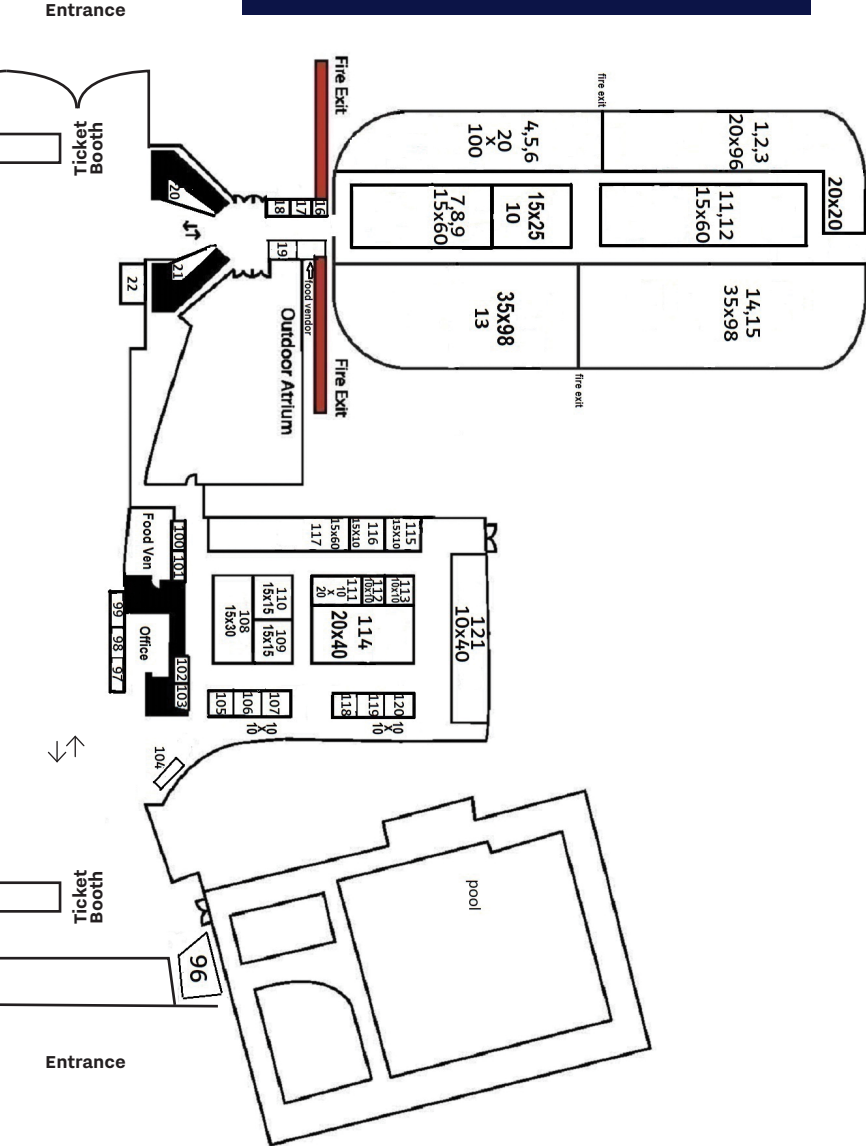 Entrance
Fire Exit
fire exit
Ticket
Booth
4,5,6
20
x
100
1,2,3
20x96
20x20
20
18
17
16
7,8,9
15x60
15x25
10
11,12
15x60
19
21
22
food vendor
Outdoor Atrium
Fire Exit
35x98
13
14,15
35x98
fire exit
Food Ven
100
101
117
15x60
116
15X10
115
15X10
99
98
97
Office
102
103
110
15x15
109
15x15
108
15x30
111
10
x
20
112
10x10
113
10x10
114
20x40
121
10x40
105
106
107
10
x
10
118
119
120
10
x
10
104
Ticket
Booth
pool
96
Entrance